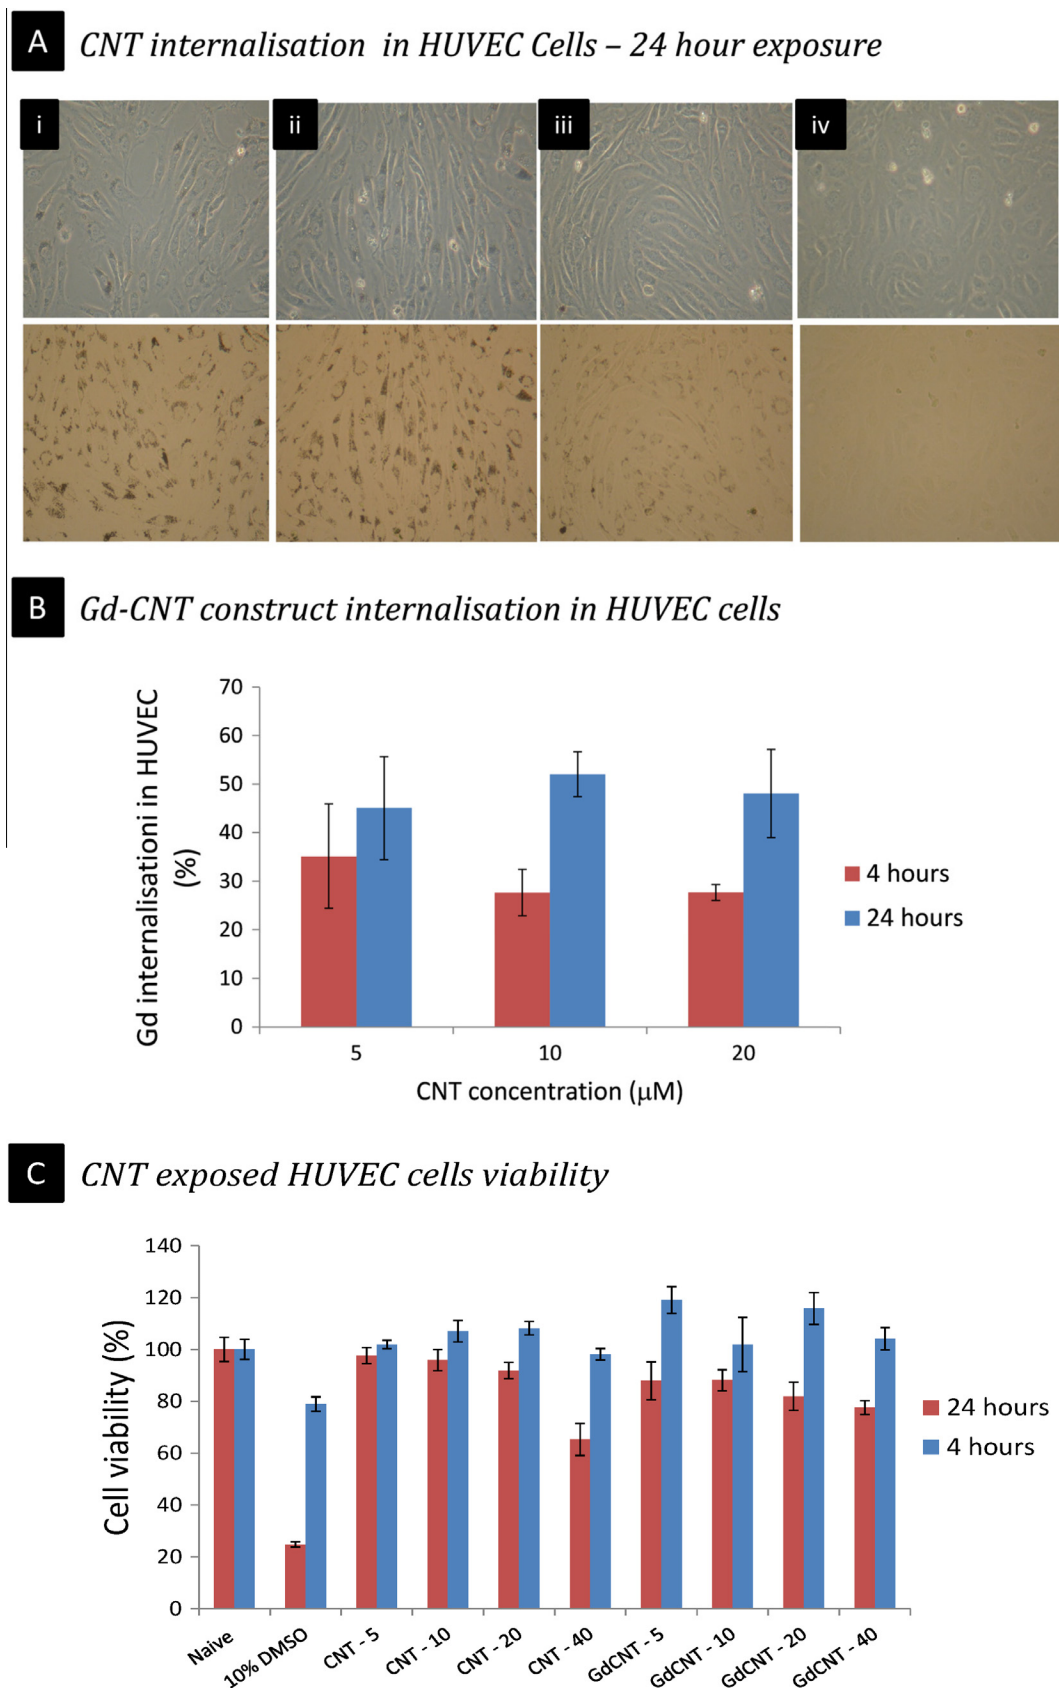 A CNT internalisation in HUVEC Cells – 24 hour exposure
i ii iii iv
B Gd-CNT construct internalisation in HUVEC cells
Gd internalisationi in HUVEC
(%)
70
60
50
40
30
20
10
0
5 10 20
CNT concentration (μM)
4 hours
24 hours
C CNT exposed HUVEC cells viability
Cell viability (%)
140
120
100
80
60
40
20
0
Naive
10% DMSO
CNT - 5
CNT - 10
CNT - 20
CNT - 40
GdCNT - 5
GdCNT - 10
GdCNT - 20
GdCNT - 40
24 hours
4 hours